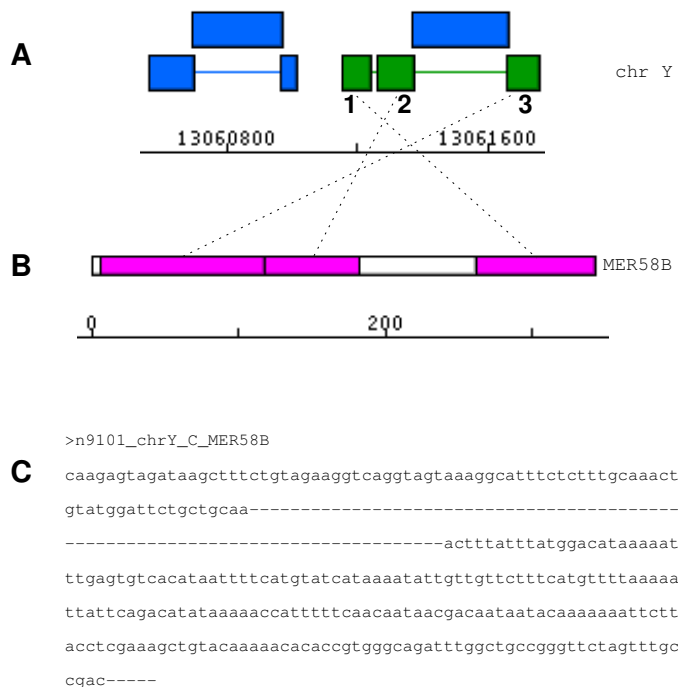 A
chr Y
1 2 3
13060800 13061600
B
MER58B
0 200
>n9101_chrY_C_MER58B
C
caagagtagataagctttctgtagaaggtcaggtagtaaaggcatttctctttgcaaact
gtatggattctgctgcaa------------------------------------------
-------------------------------------actttatttatggacataaaaat
ttgagtgtcacataattttcatgtatcataaaatattgttgttctttcatgttttaaaaa
ttattcagacatataaaaaccatttttcaacaataacgacaataatacaaaaaaattctt
acctcgaaagctgtacaaaaacacaccgtgggcagatttggctgccgggttctagtttgc
cgac-----